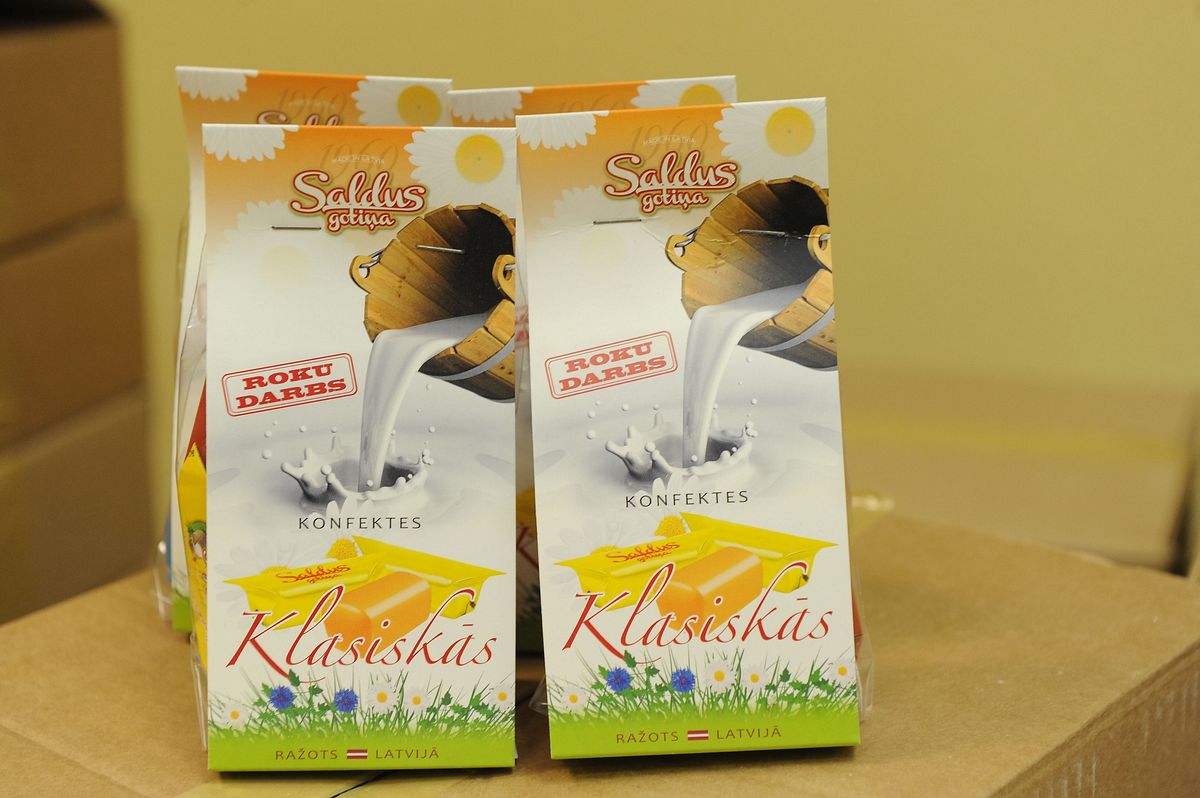 1960
MADE IN LATVIA
Saldus
gotiņa
ROKU
DARBS
KONFEKTES
Saldus
gotiņa
Klasiskās
RAŽOTS LATVIJĀ
1960
MADE IN LATVIA
Saldus
gotiņa
ROKU
DARBS
KONFEKTES
Saldus
gotiņa
Klasiskās
RAŽOTS LATVIJĀ